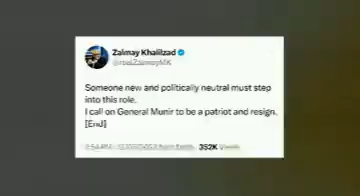 Zalmay Khalilzad
@realZalmayMK
Someone new and politically neutral must step
into this role.
I call on General Munir to be a patriot and resign.
[End]
352K Views